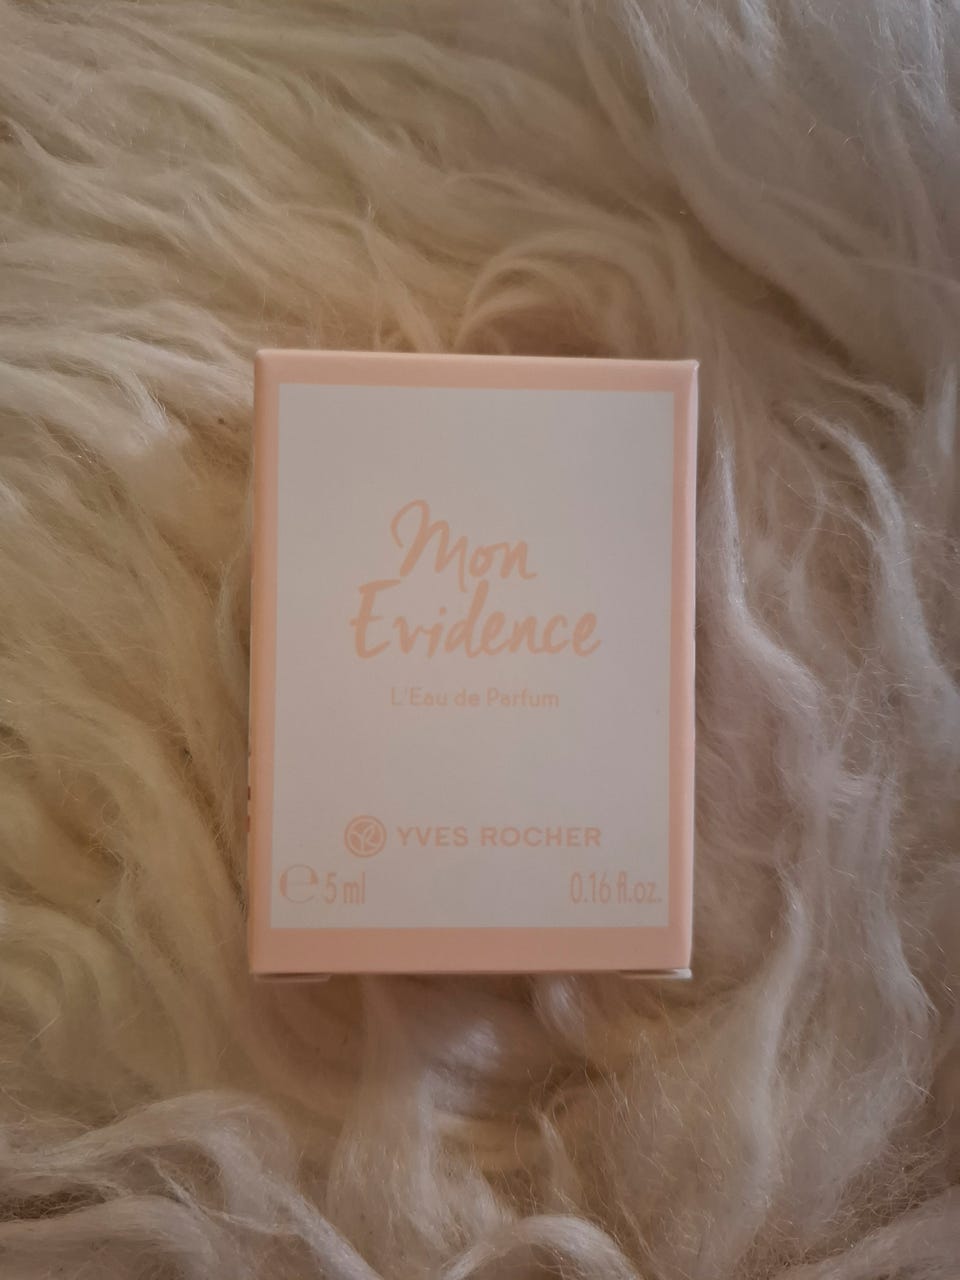 Mon
Evidence
L'Eau de Parfum
YVES ROCHER
℮ 5 ml 0.16 fl.oz.